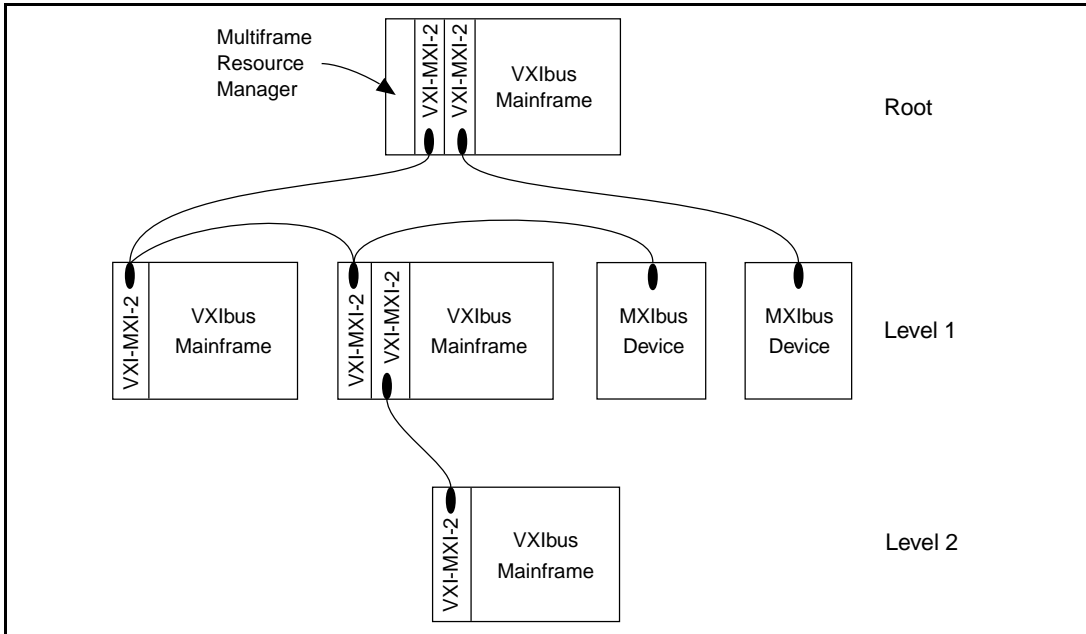 Multiframe
Resource
Manager
VXI-MXI-2
VXI-MXI-2
VXIbus
Mainframe
Root
VXI-MXI-2
VXIbus
Mainframe
VXI-MXI-2
VXI-MXI-2
VXIbus
Mainframe
MXIbus
Device
MXIbus
Device
Level 1
VXI-MXI-2
VXIbus
Mainframe
Level 2